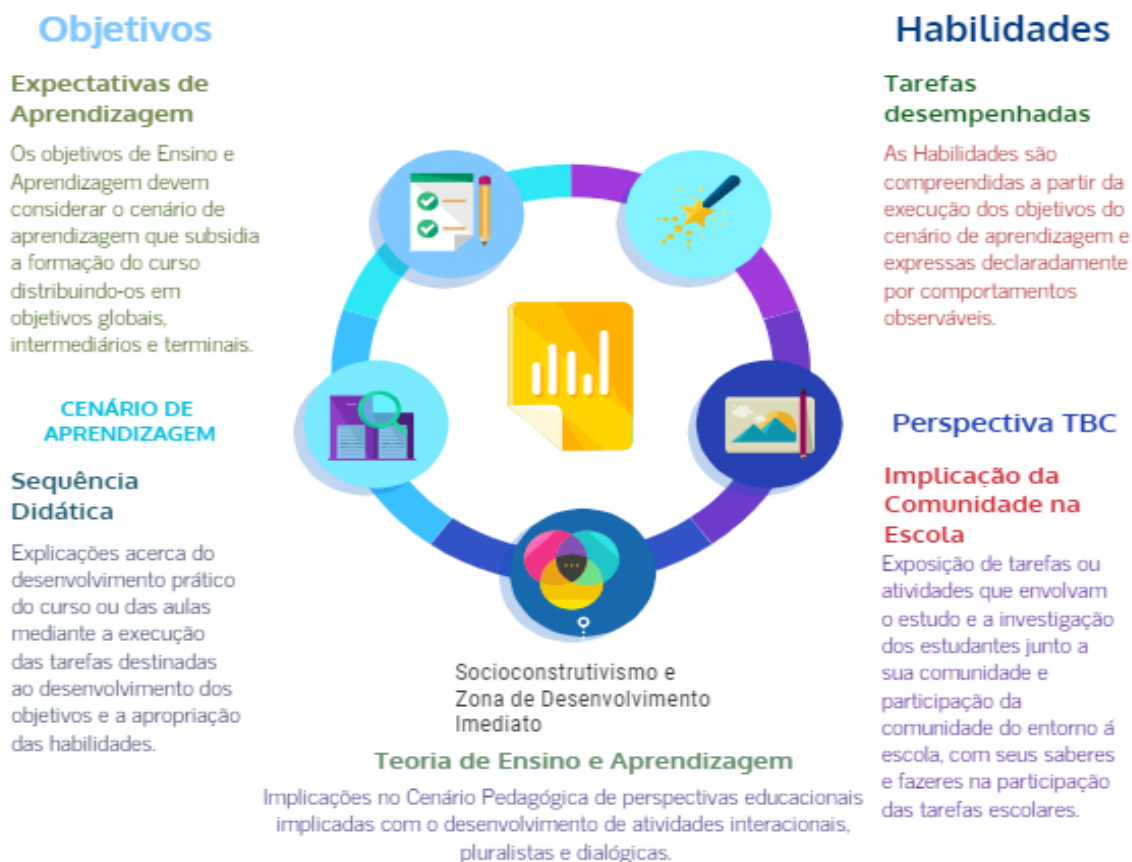 Objetivos
Expectativas de
Aprendizagem
Os objetivos de Ensino e
Aprendizagem devem
considerar o cenário de
aprendizagem que subsidia
a formação do curso
distribuindo-os em
objetivos globais,
intermediários e terminais.
CENÁRIO DE
APRENDIZAGEM
Sequência
Didática
Explicações acerca do
desenvolvimento prático
do curso ou das aulas
mediante a execução
das tarefas destinadas
ao desenvolvimento dos
objetivos e a apropriação
das habilidades.
Socioconstrutivismo e
Zona de Desenvolvimento
Imediato
Teoria de Ensino e Aprendizagem
Implicações no Cenário Pedagógica de perspectivas educacionais
implicadas com o desenvolvimento de atividades interacionais,
pluralistas e dialógicas.
Habilidades
Tarefas
desempenhadas
As Habilidades são
compreendidas a partir da
execução dos objetivos do
cenário de aprendizagem e
expressas declaradamente
por comportamentos
observáveis.
Perspectiva TBC
Implicação da
Comunidade na
Escola
Exposição de tarefas ou
atividades que envolvam
o estudo e a investigação
dos estudantes junto a
sua comunidade e
participação da
comunidade do entorno á
escola, com seus saberes
e fazeres na participação
das tarefas escolares.